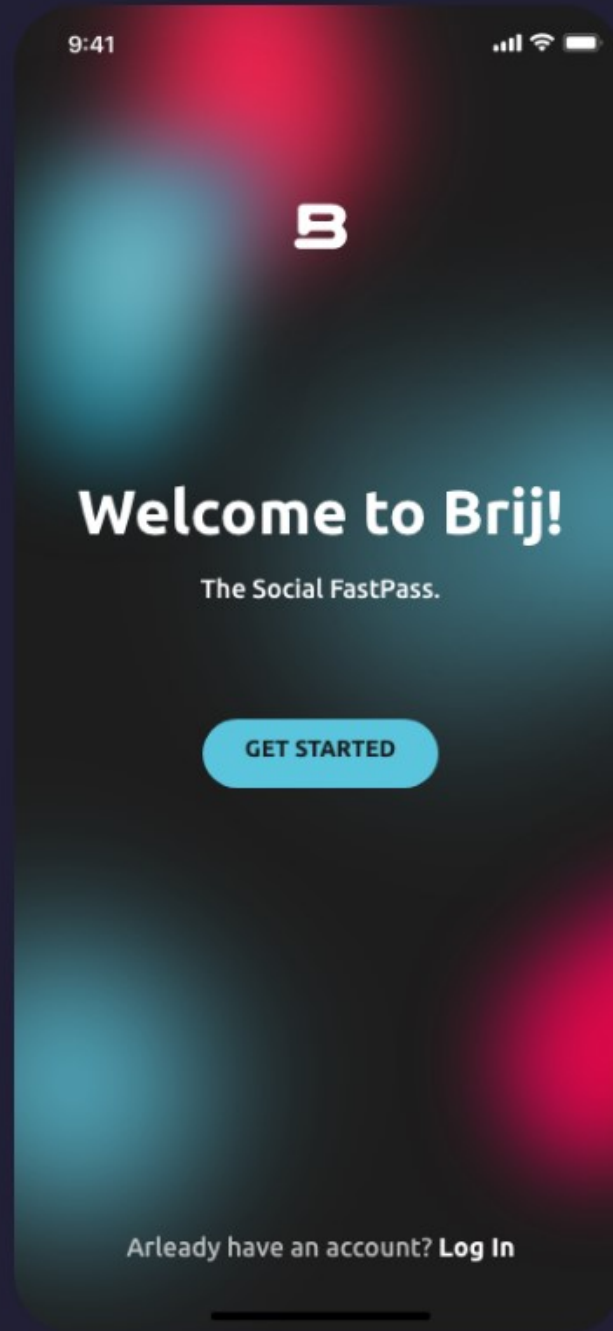 9:41
B
Welcome to Brij!
The Social FastPass.
GET STARTED
Arleady have an account? Log In